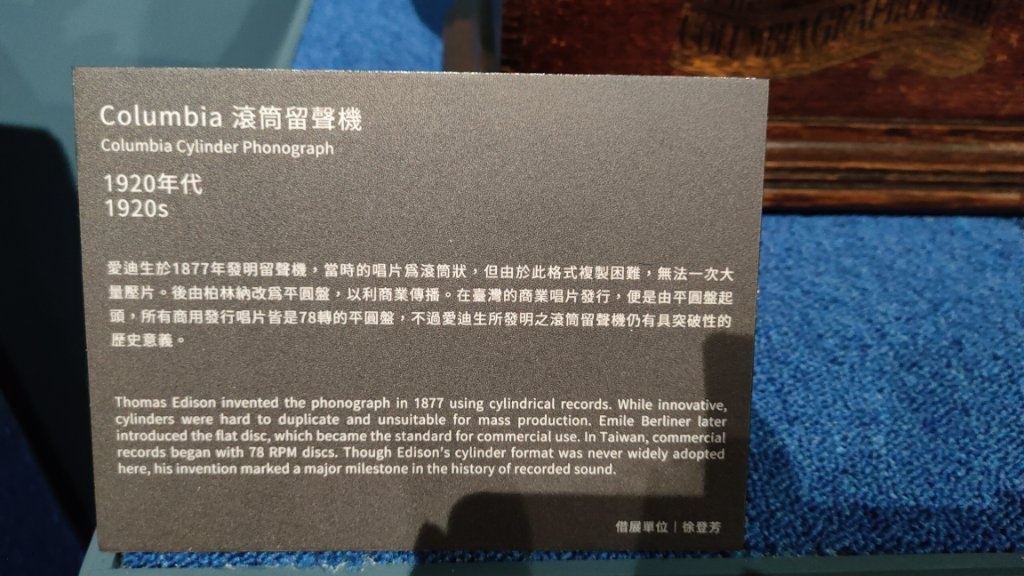 COLUMBIA GRAPHOPHONE
Columbia 滾筒留聲機
Columbia Cylinder Phonograph
1920年代
1920s
愛迪生於1877年發明留聲機，當時的唱片為滾筒狀，但由於此格式複製困難，無法一次大
量壓片。後由柏林納改為平圓盤，以利商業傳播。在臺灣的商業唱片發行，便是由平圓盤起
頭，所有商用發行唱片皆是78轉的平圓盤，不過愛迪生所發明之滾筒留聲機仍有具突破性的
歷史意義。
Thomas Edison invented the phonograph in 1877 using cylindrical records. While innovative,
cylinders were hard to duplicate and unsuitable for mass production. Emile Berliner later
introduced the flat disc, which became the standard for commercial use. In Taiwan, commercial
records began with 78 RPM discs. Though Edison's cylinder format was never widely adopted
here, his invention marked a major milestone in the history of recorded sound.
借展單位｜徐登芳